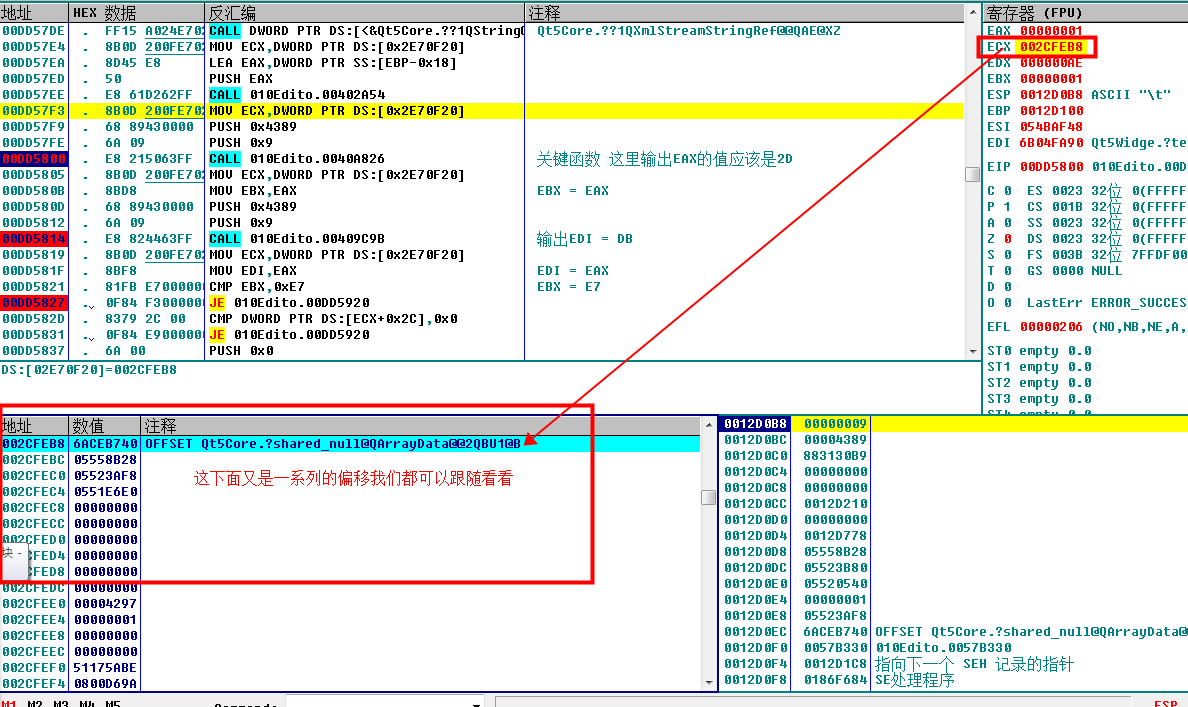 地址 HEX 数据 反汇编 注释
00DD57DE . FF15 A024E702 CALL DWORD PTR DS:[<&Qt5Core.??1QString Qt5Core.??1QXmlStreamStringRef@@QAE@XZ
00DD57E4 . 8B0D 200FE702 MOV ECX,DWORD PTR DS:[0x2E70F20]
00DD57EA . 8D45 E8 LEA EAX,DWORD PTR SS:[EBP-0x18]
00DD57ED . 50 PUSH EAX
00DD57EE . E8 61D262FF CALL 010Edito.00402A54
00DD57F3 . 8B0D 200FE702 MOV ECX,DWORD PTR DS:[0x2E70F20]
00DD57F9 . 68 89430000 PUSH 0x4389
00DD57FE . 6A 09 PUSH 0x9
00DD5800 . E8 215063FF CALL 010Edito.0040A826 关键函数 这里输出EAX的值应该是2D
00DD5805 . 8B0D 200FE702 MOV ECX,DWORD PTR DS:[0x2E70F20]
00DD580B . 8BD8 MOV EBX,EAX EBX = EAX
00DD580D . 68 89430000 PUSH 0x4389
00DD5812 . 6A 09 PUSH 0x9
00DD5814 . E8 824463FF CALL 010Edito.00409C9B 输出EDI = DB
00DD5819 . 8B0D 200FE702 MOV ECX,DWORD PTR DS:[0x2E70F20]
00DD581F . 8BF8 MOV EDI,EAX EDI = EAX
00DD5821 . 81FB E7000000 CMP EBX,0xE7 EBX = E7
00DD5827 . 0F84 F3000000 JE 010Edito.00DD5920
00DD582D . 8379 2C 00 CMP DWORD PTR DS:[ECX+0x2C],0x0
00DD5831 . 0F84 E9000000 JE 010Edito.00DD5920
00DD5837 . 6A 00 PUSH 0x0
DS:[02E70F20]=002CFEB8
寄存器 (FPU)
EAX 00000001
ECX 002CFEB8
EDX 000000AE
EBX 00000001
ESP 0012D0B8 ASCII "\t"
EBP 0012D100
ESI 054BAF48
EDI 6B04FA90 Qt5Widge.?te
EIP 00DD5800 010Edito.00D
C 0 ES 0023 32位 0(FFFFF
P 1 CS 001B 32位 0(FFFFF
A 0 SS 0023 32位 0(FFFFF
Z 0 DS 0023 32位 0(FFFFF
S 0 FS 003B 32位 7FFDF00
T 0 GS 0000 NULL
D 0
O 0 LastErr ERROR_SUCCES
EFL 00000206 (NO,NB,NE,A,
ST0 empty 0.0
ST1 empty 0.0
ST2 empty 0.0
ST3 empty 0.0
ST4 empty 0.0
地址 数值 注释
002CFEB8 6ACEB740 OFFSET Qt5Core.?shared_null@QArrayData@@2QBU1@B
002CFEBC 05558B28
002CFEC0 05523AF8 这下面又是一系列的偏移我们都可以跟随看看
002CFEC4 0551E6E0
002CFEC8 00000000
002CFECC 00000000
002CFED0 00000000
块 - CFED4 00000000
CFED8 00000000
002CFEDC 00000000
002CFEE0 00004297
002CFEE4 00000001
002CFEE8 00000000
002CFEEC 00000000
002CFEF0 51175ABE
002CFEF4 0800D69A
0012D0B8 00000009
0012D0BC 00004389
0012D0C0 883130B9
0012D0C4 00000000
0012D0C8 00000000
0012D0CC 0012D210
0012D0D0 00000000
0012D0D4 0012D778
0012D0D8 05558B28
0012D0DC 05523B80
0012D0E0 05520540
0012D0E4 00000001
0012D0E8 05523AF8
0012D0EC 6ACEB740 OFFSET Qt5Core.?shared_null@QArrayData@
0012D0F0 0057B330 010Edito.0057B330
0012D0F4 0012D1C8 指向下一个 SEH 记录的指针
0012D0F8 0186F684 SE处理程序
M1 M2 M3 M4 M5 Command: ESP